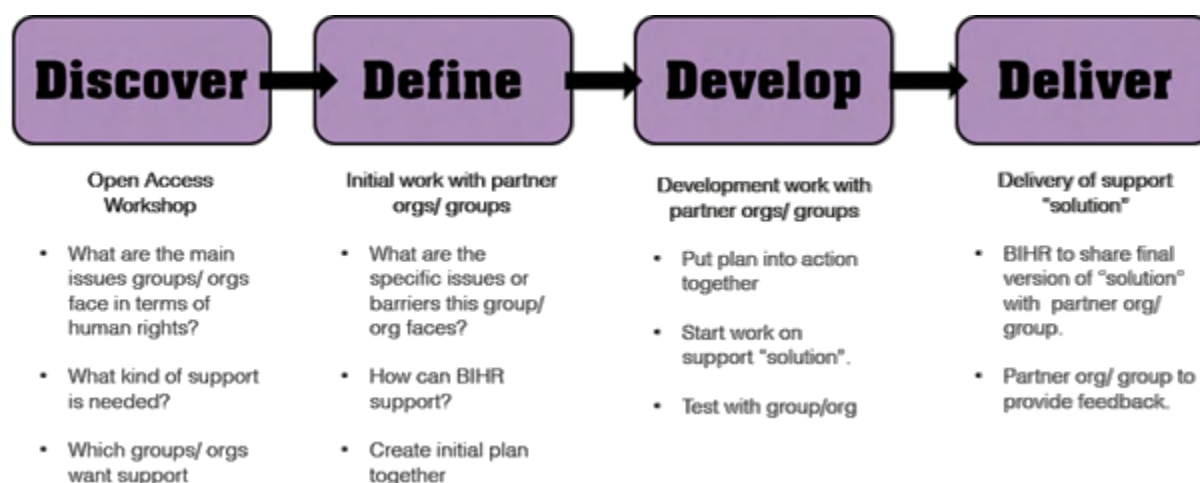 Discover
Define
Develop
Deliver
Open Access
Workshop
• What are the main
issues groups/ orgs
face in terms of
human rights?
• What kind of support
is needed?
• Which groups/ orgs
want support
Initial work with partner
orgs/ groups
• What are the
specific issues or
barriers this group/
org faces?
• How can BIHR
support?
• Create initial plan
together
Development work with
partner orgs/ groups
• Put plan into action
together
• Start work on
support "solution".
• Test with group/org
Delivery of support
"solution"
• BIHR to share final
version of "solution"
with partner org/
group.
• Partner org/ group to
provide feedback.